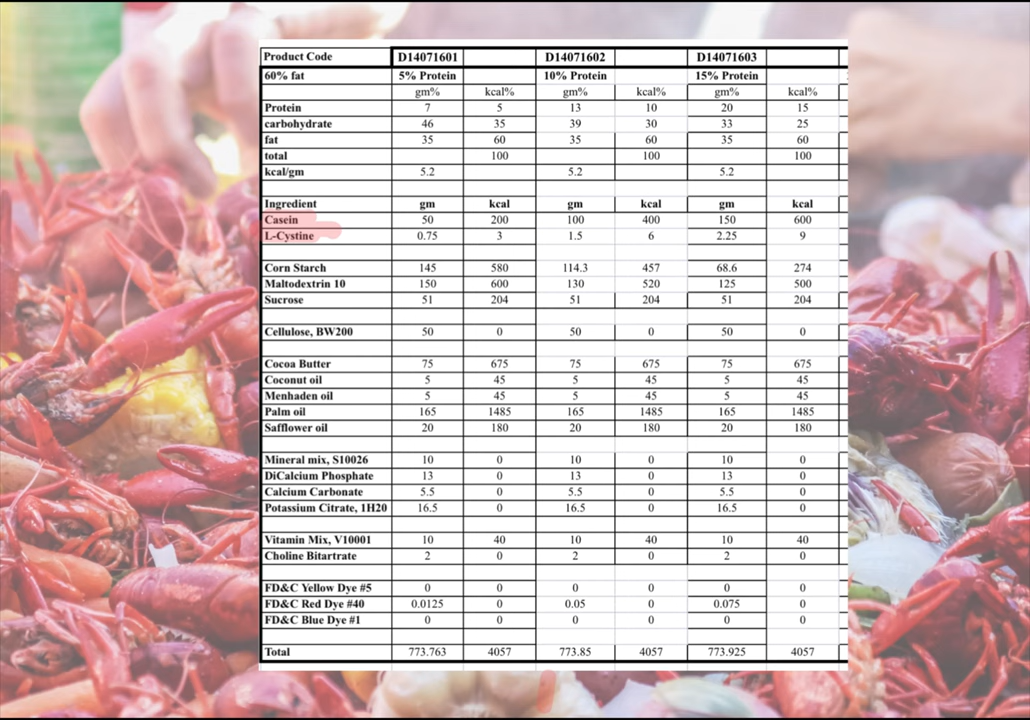 Product Code D14071601 D14071602 D14071603
60% fat 5% Protein 10% Protein 15% Protein
gm% kcal% gm% kcal% gm% kcal%
Protein 7 5 13 10 20 15
carbohydrate 46 35 39 30 33 25
fat 35 60 35 60 35 60
total 100 100 100
kcal/gm 5.2 5.2 5.2
Ingredient gm kcal gm kcal gm kcal
Casein 50 200 100 400 150 600
L-Cystine 0.75 3 1.5 6 2.25 9
Corn Starch 145 580 114.3 457 68.6 274
Maltodextrin 10 150 600 130 520 125 500
Sucrose 51 204 51 204 51 204
Cellulose, BW200 50 0 50 0 50 0
Cocoa Butter 75 675 75 675 75 675
Coconut oil 5 45 5 45 5 45
Menhaden oil 5 45 5 45 5 45
Palm oil 165 1485 165 1485 165 1485
Safflower oil 20 180 20 180 20 180
Mineral mix, S10026 10 0 10 0 10 0
DiCalcium Phosphate 13 0 13 0 13 0
Calcium Carbonate 5.5 0 5.5 0 5.5 0
Potassium Citrate, 1H20 16.5 0 16.5 0 16.5 0
Vitamin Mix, V10001 10 40 10 40 10 40
Choline Bitartrate 2 0 2 0 2 0
FD&C Yellow Dye #5 0 0 0 0 0 0
FD&C Red Dye #40 0.0125 0 0.05 0 0.075 0
FD&C Blue Dye #1 0 0 0 0 0 0
Total 773.763 4057 773.85 4057 773.925 4057